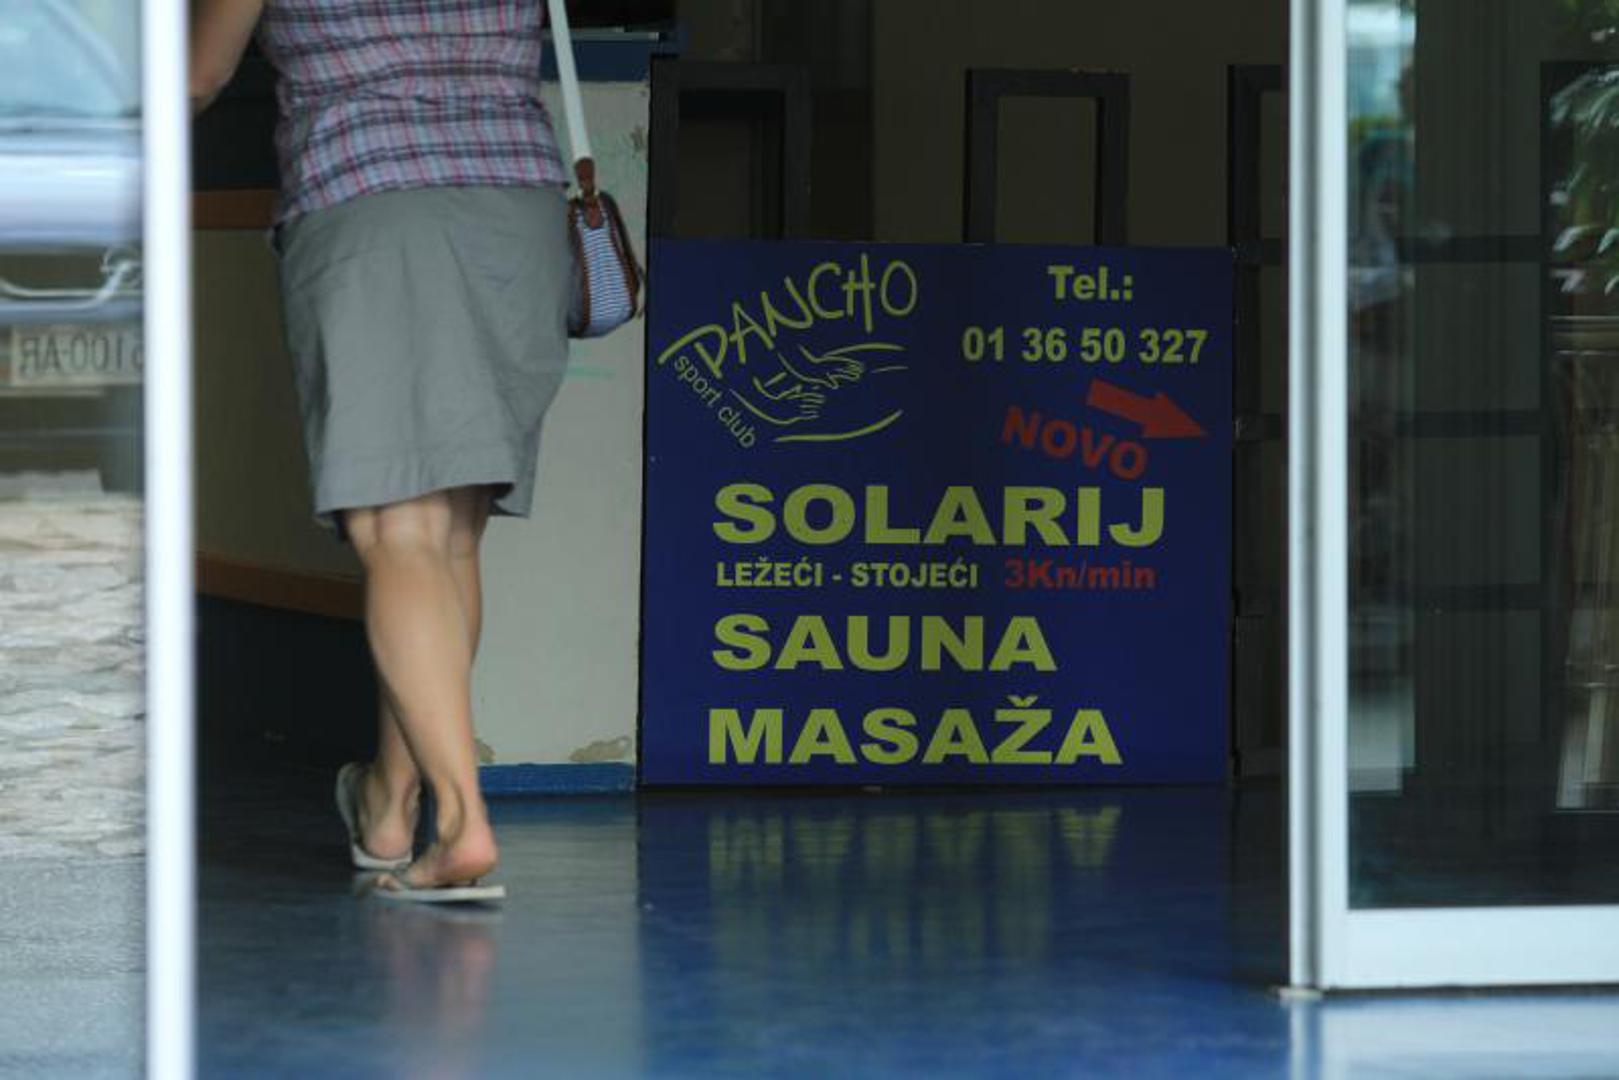 PANCHO
sport club
Tel.:
01 36 50 327
NOVO
SOLARIJ
LEŽEĆI - STOJEĆI 3Kn/min
SAUNA
MASAŽA